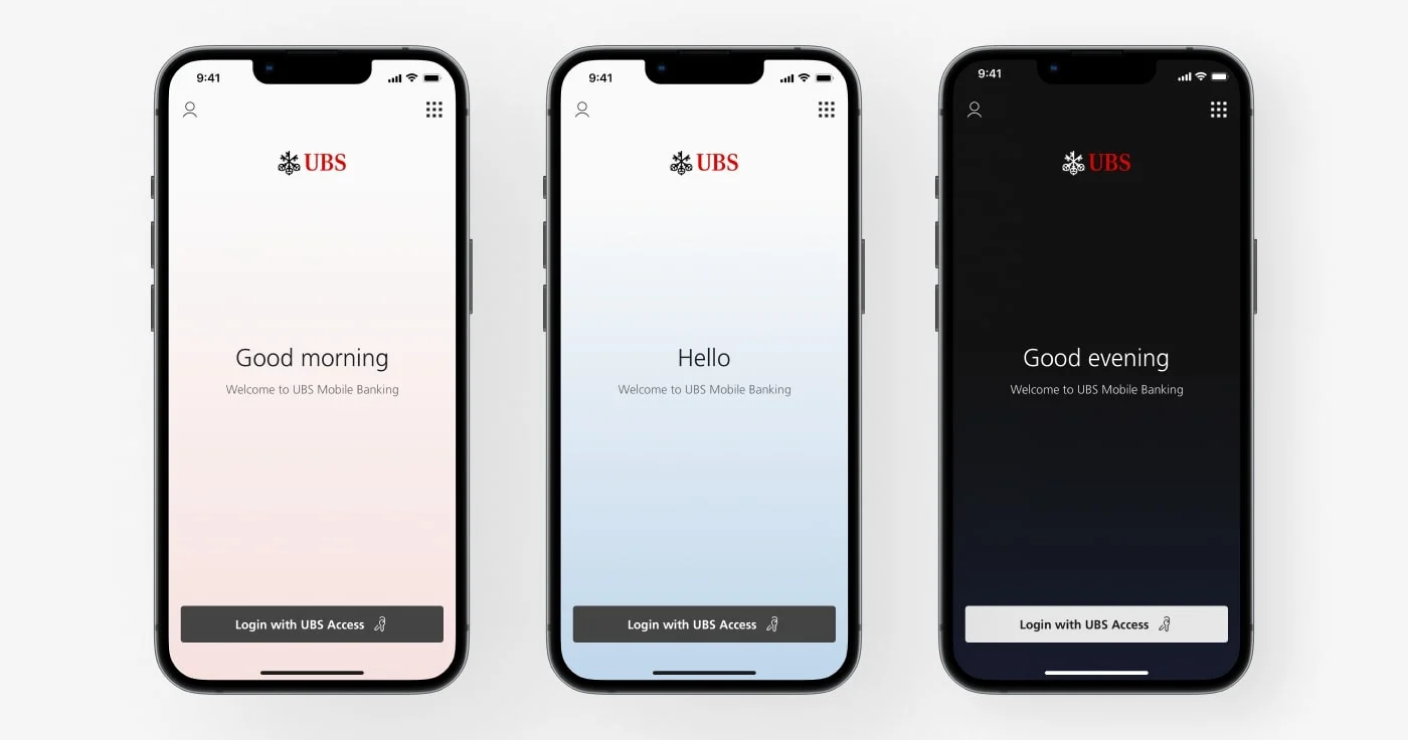 9:41
UBS
Good morning
Welcome to UBS Mobile Banking
Login with UBS Access
9:41
UBS
Hello
Welcome to UBS Mobile Banking
Login with UBS Access
9:41
UBS
Good evening
Welcome to UBS Mobile Banking
Login with UBS Access